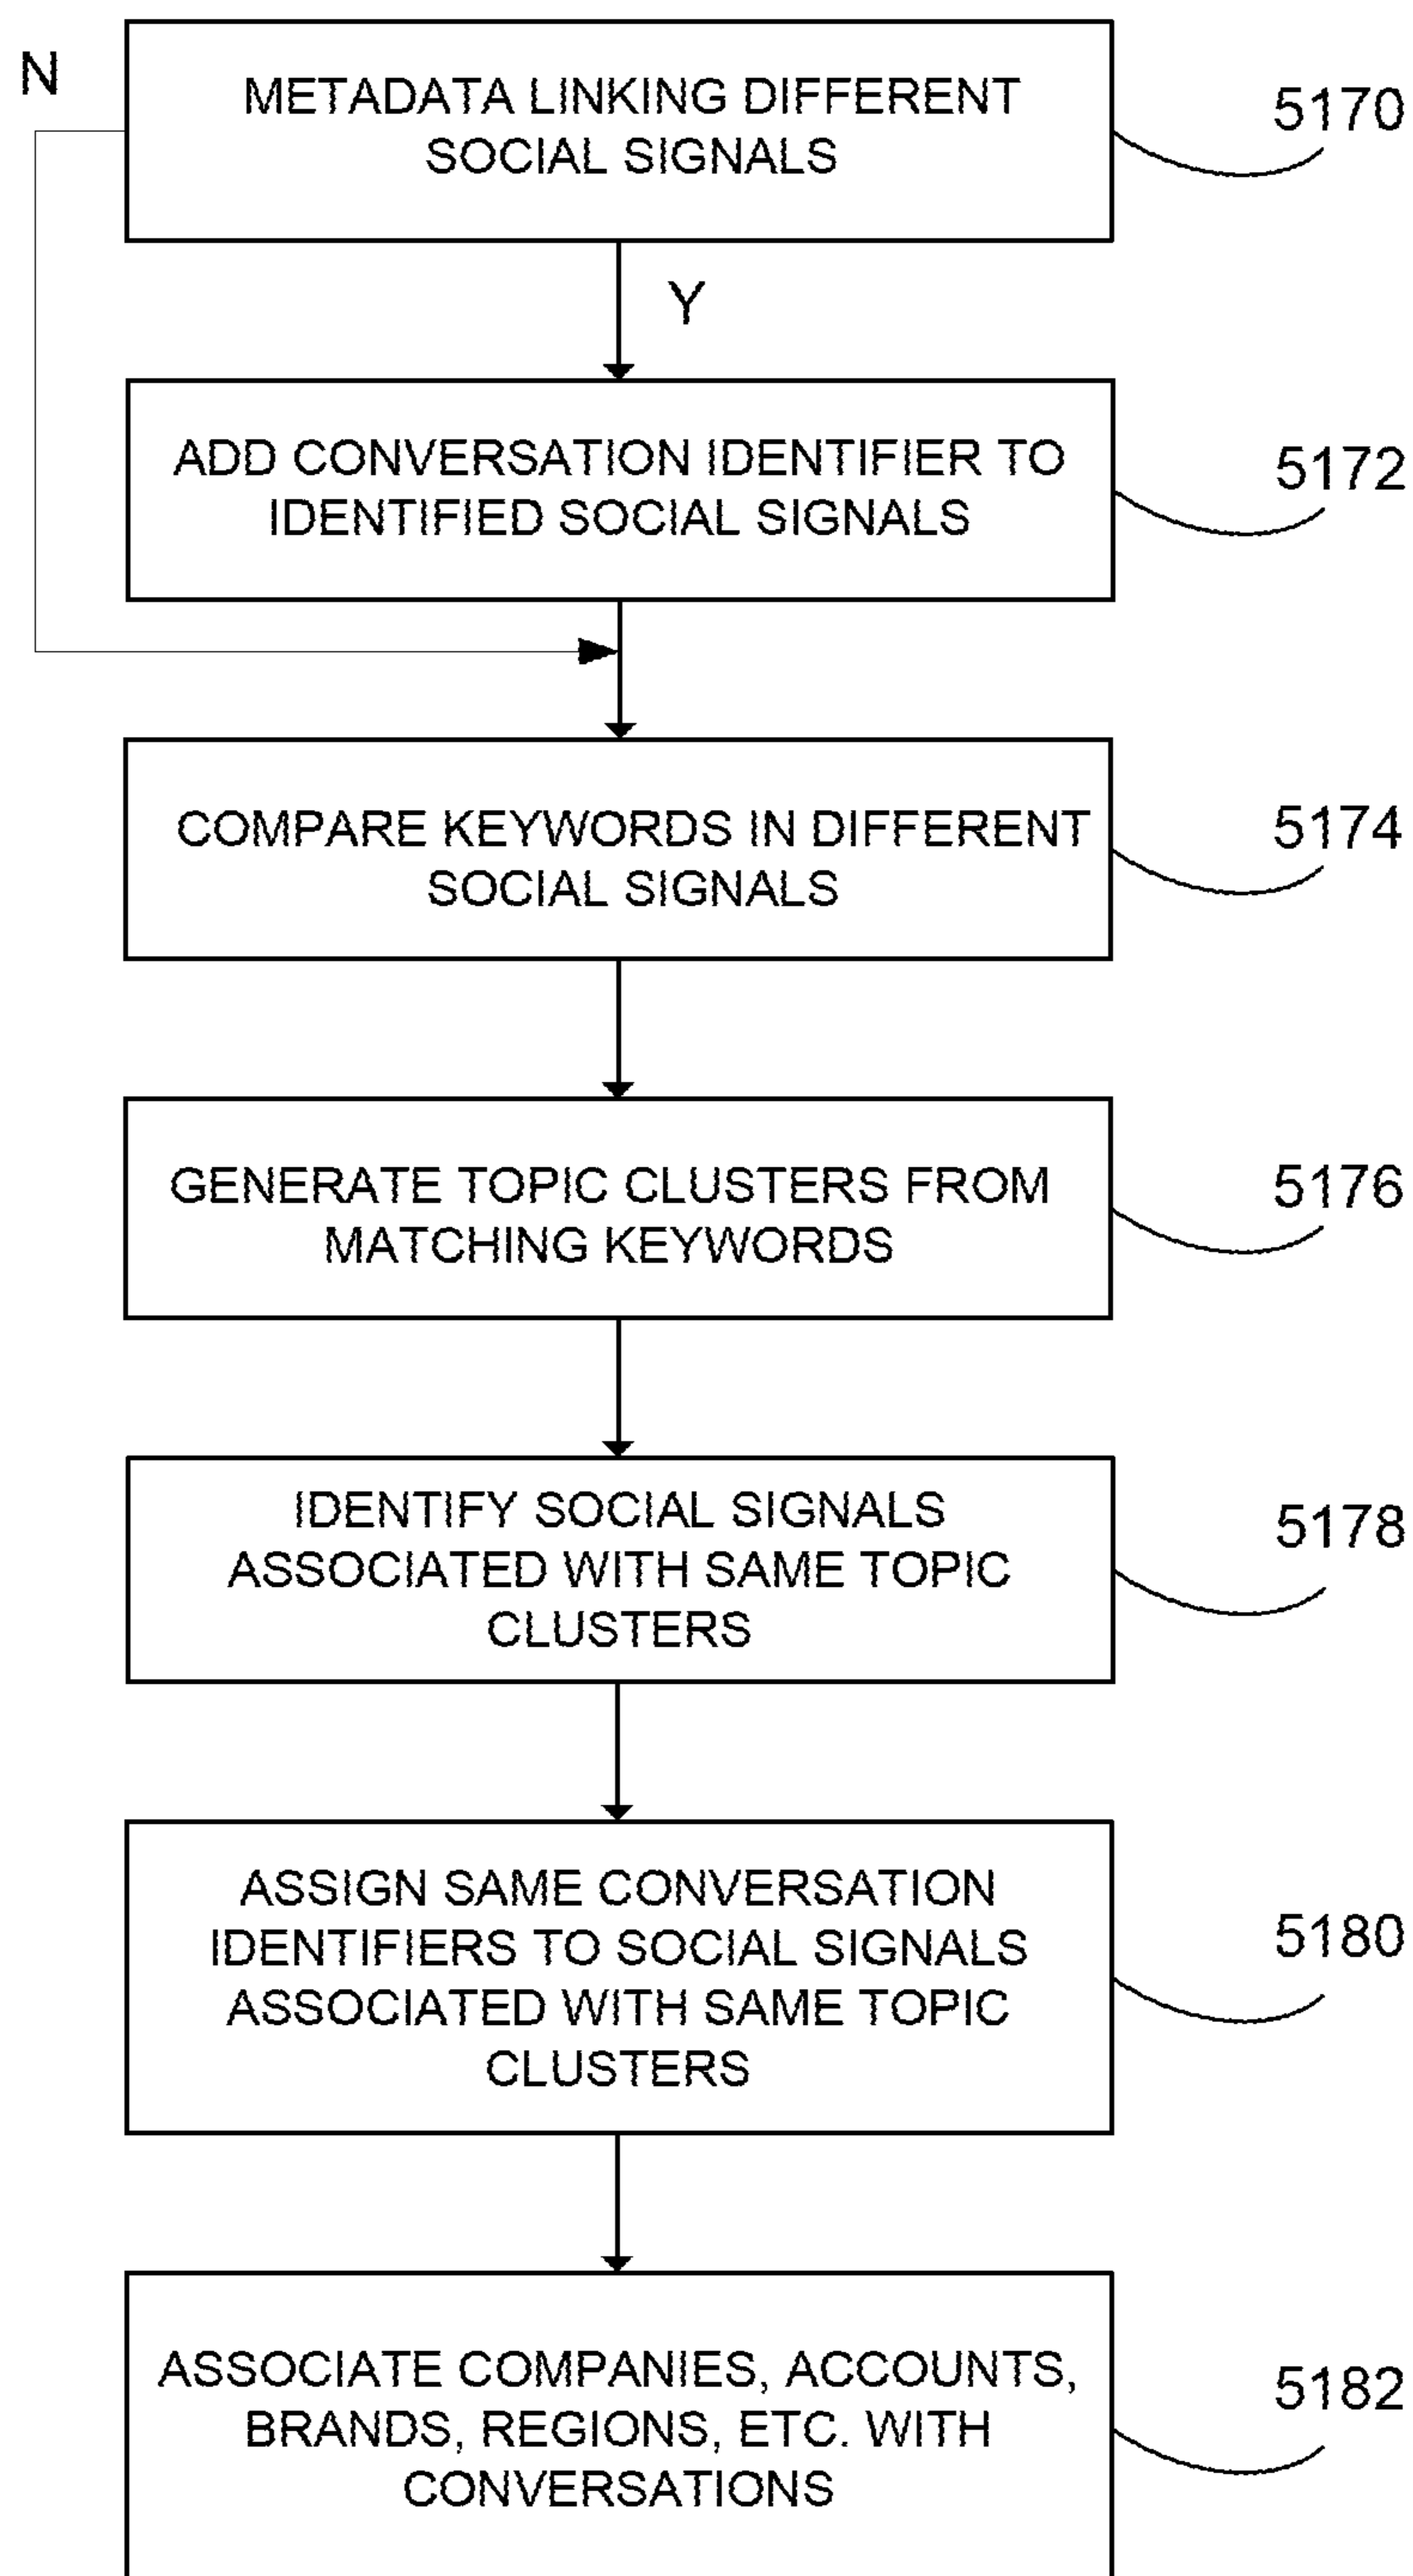 N
METADATA LINKING DIFFERENT
SOCIAL SIGNALS
5170
Y
ADD CONVERSATION IDENTIFIER TO
IDENTIFIED SOCIAL SIGNALS
5172
COMPARE KEYWORDS IN DIFFERENT
SOCIAL SIGNALS
5174
GENERATE TOPIC CLUSTERS FROM
MATCHING KEYWORDS
5176
IDENTIFY SOCIAL SIGNALS
ASSOCIATED WITH SAME TOPIC
CLUSTERS
5178
ASSIGN SAME CONVERSATION
IDENTIFIERS TO SOCIAL SIGNALS
ASSOCIATED WITH SAME TOPIC
CLUSTERS
5180
ASSOCIATE COMPANIES, ACCOUNTS,
BRANDS, REGIONS, ETC. WITH
CONVERSATIONS
5182